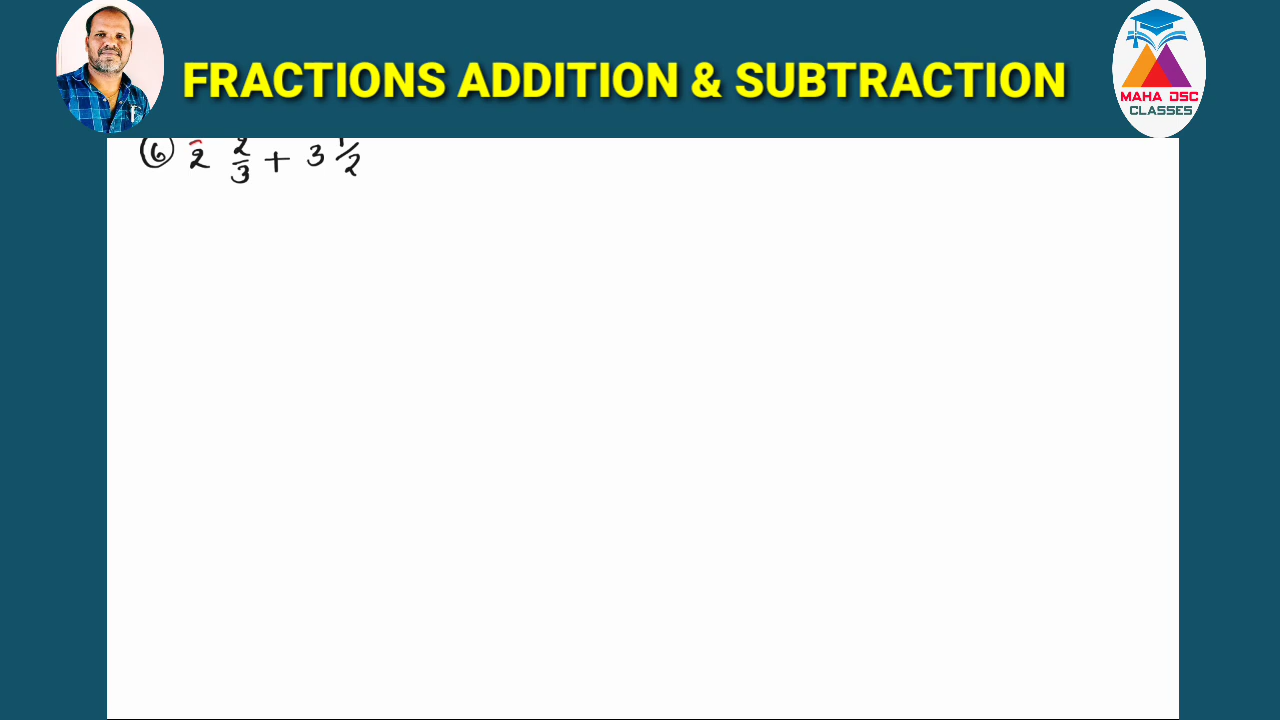 FRACTIONS ADDITION & SUBTRACTION
MAHA DSC
CLASSES
⑥ 2 2/3 + 3 1/2